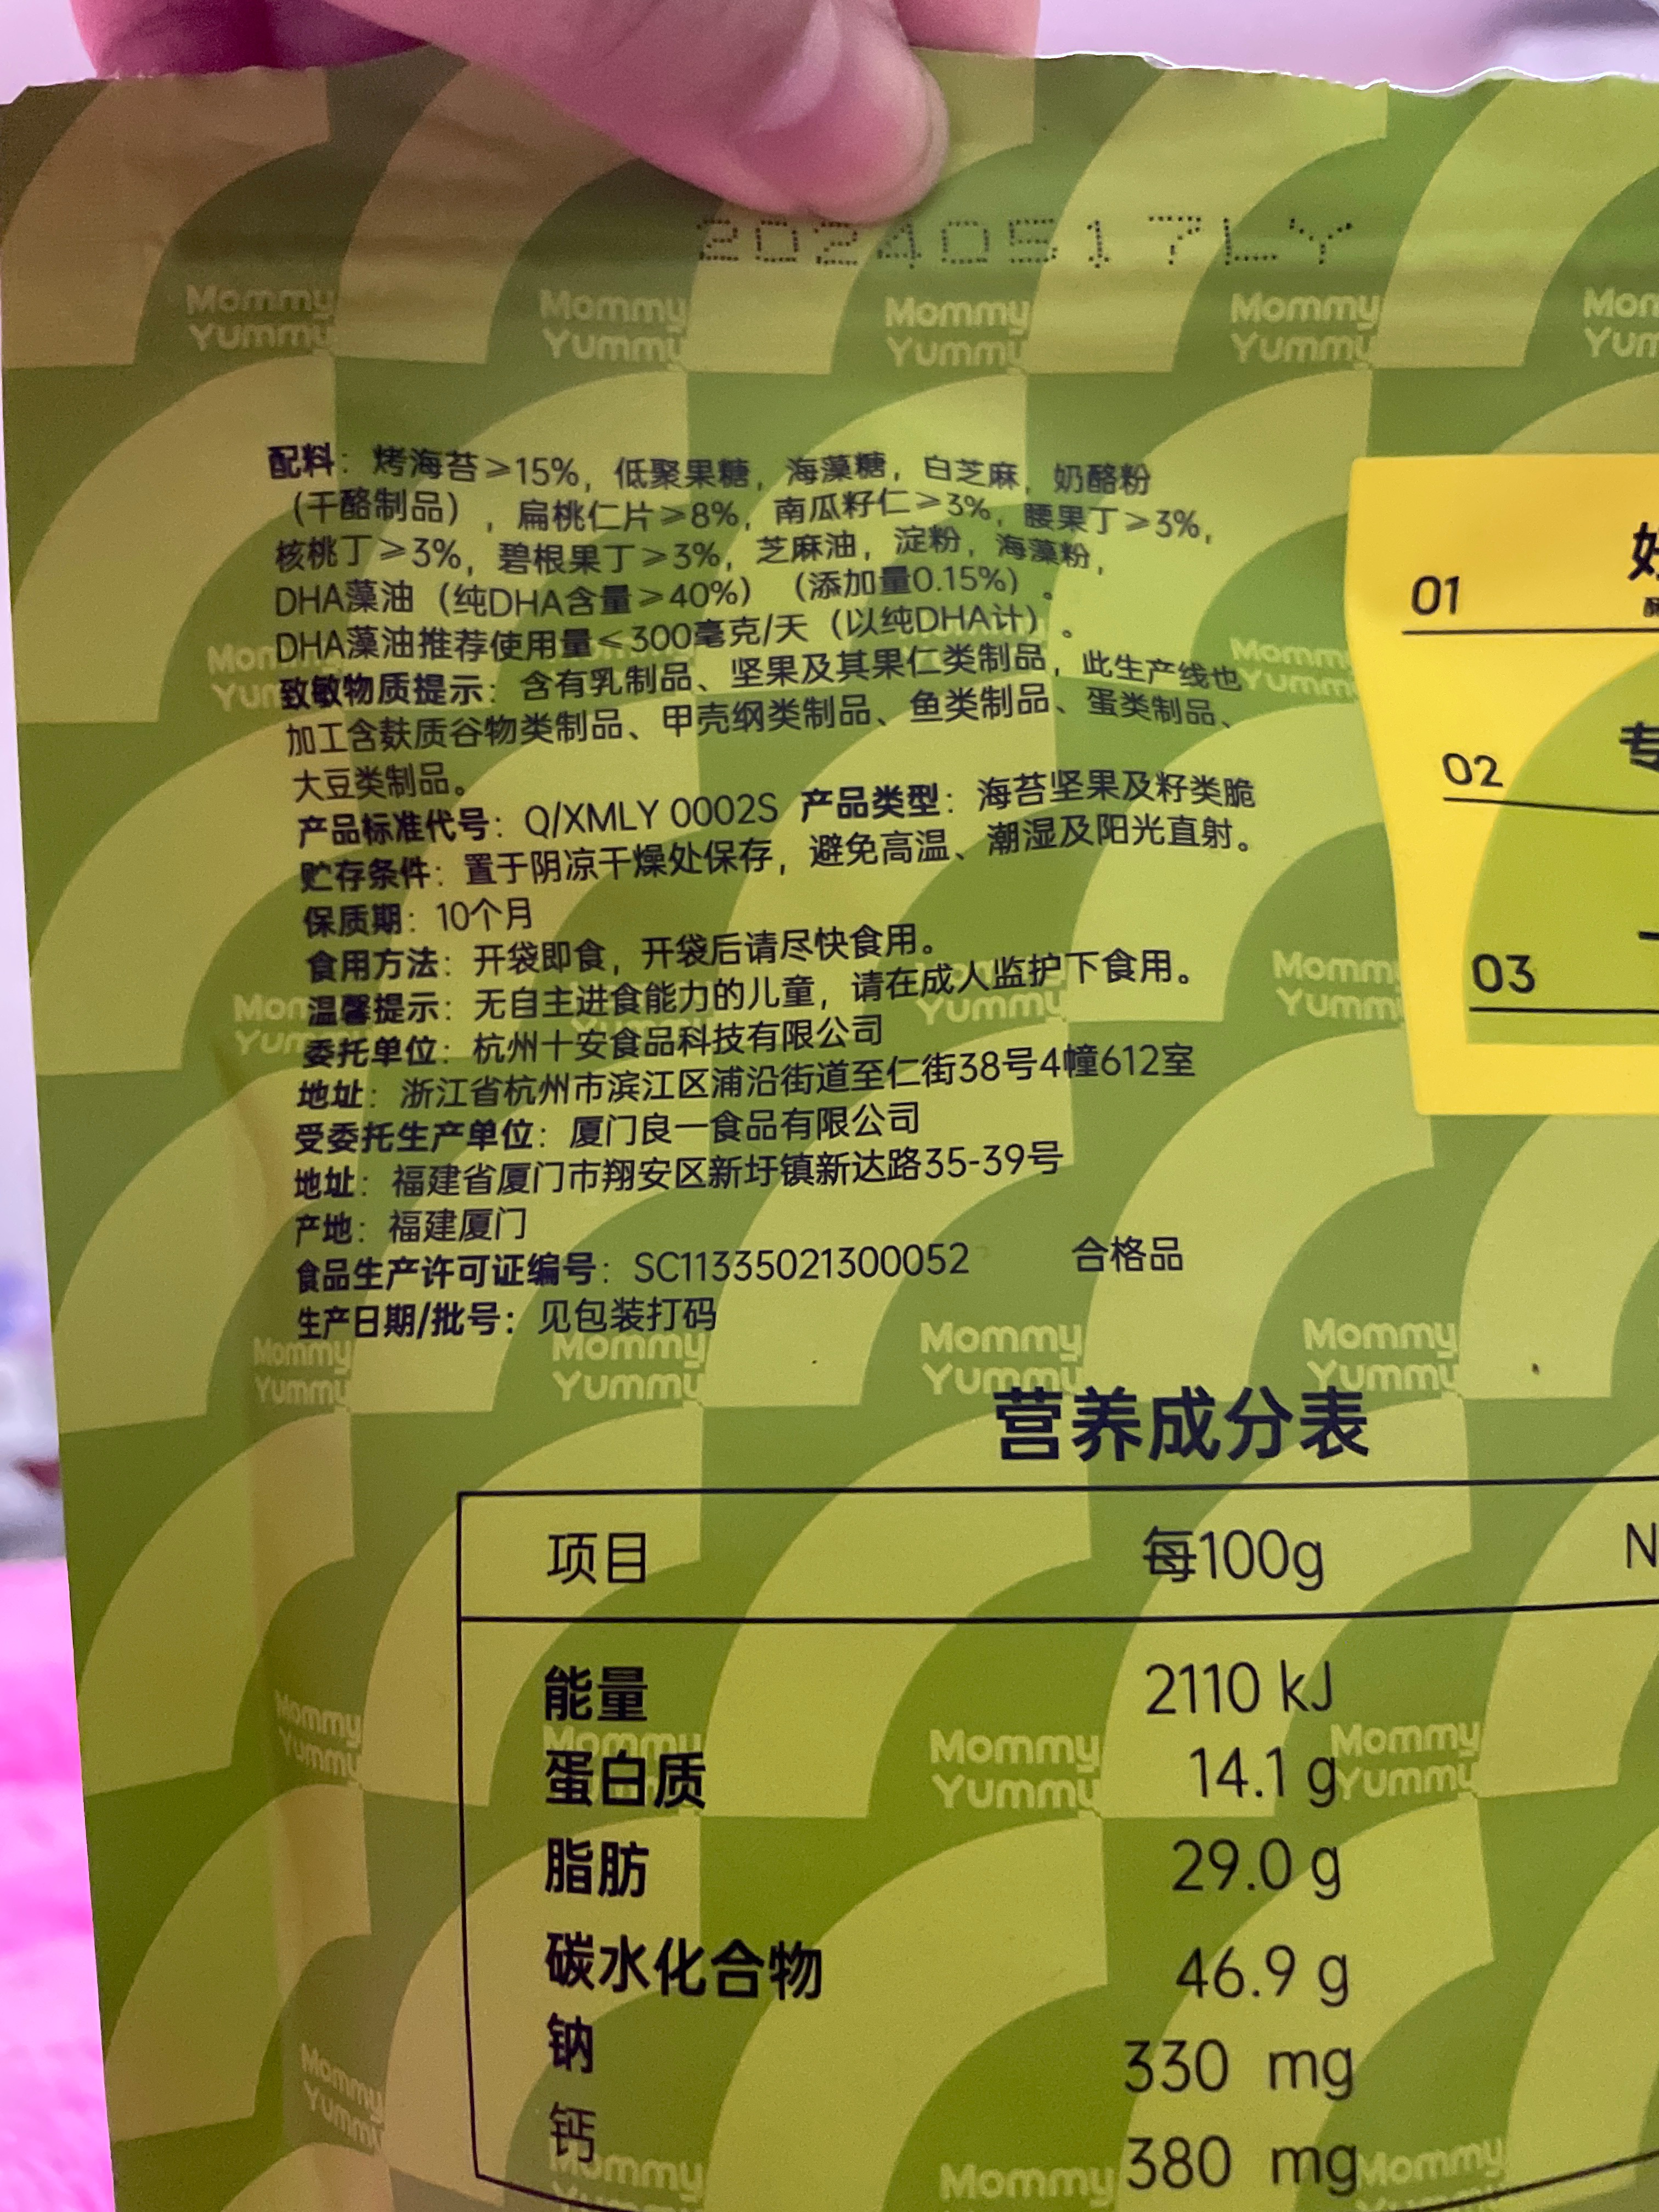 20240517LY
Mommy Yummy
配料：烤海苔≥15%，低聚果糖，海藻糖，白芝麻，奶酪粉
（干酪制品），扁桃仁片≥8%，南瓜籽仁≥3%，腰果丁≥3%，
核桃丁≥3%，碧根果丁≥3%，芝麻油，淀粉，海藻粉，
DHA藻油（纯DHA含量≥40%）（添加量0.15%）。
DHA藻油推荐使用量≤300毫克/天（以纯DHA计）。
致敏物质提示：含有乳制品、坚果及其果仁类制品，此生产线也
加工含麸质谷物类制品、甲壳纲类制品、鱼类制品、蛋类制品、
大豆类制品。
产品标准代号：Q/XMLY 0002S 产品类型：海苔坚果及籽类脆
贮存条件：置于阴凉干燥处保存，避免高温、潮湿及阳光直射。
保质期：10个月
食用方法：开袋即食，开袋后请尽快食用。
温馨提示：无自主进食能力的儿童，请在成人监护下食用。
委托单位：杭州十安食品科技有限公司
地址：浙江省杭州市滨江区浦沿街道至仁街38号4幢612室
受委托生产单位：厦门良一食品有限公司
地址：福建省厦门市翔安区新圩镇新达路35-39号
产地：福建厦门
食品生产许可证编号：SC11335021300052 合格品
生产日期/批号：见包装打码
01
02
03
营养成分表
项目 每100g N
能量 2110 kJ
蛋白质 14.1 g
脂肪 29.0 g
碳水化合物 46.9 g
钠 330 mg
钙 380 mg